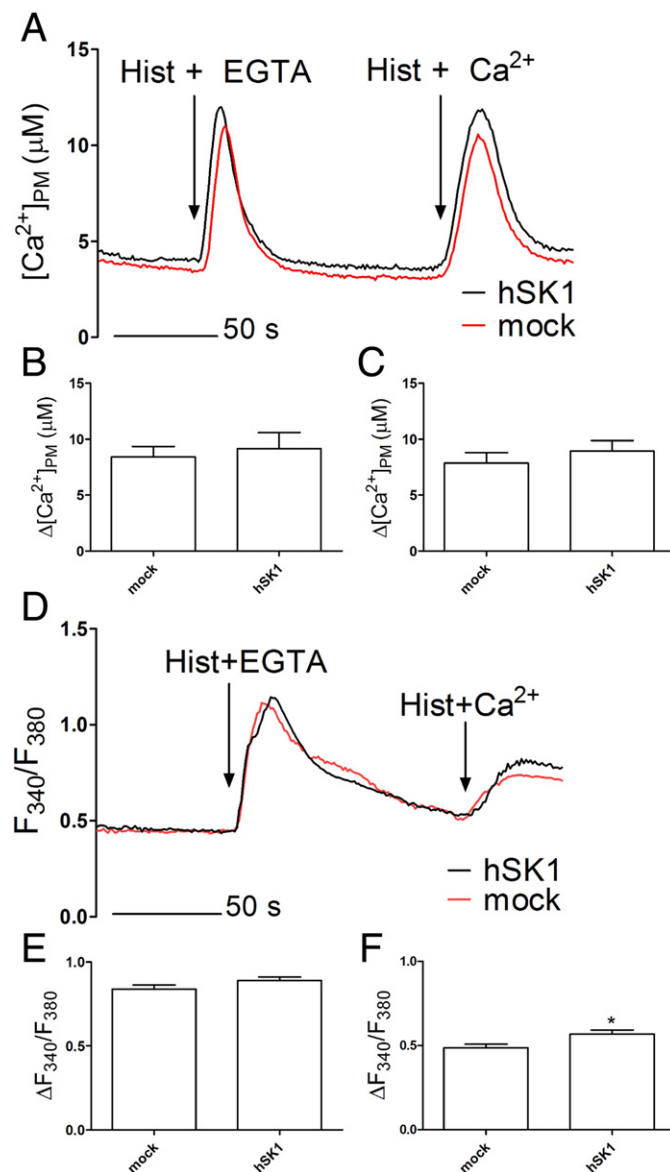 A
15
10
5
0
[Ca²⁺]PM (μM)
Hist + EGTA
Hist + Ca²⁺
hSK1
mock
50 s
B
15
10
5
0
Δ[Ca²⁺]PM (μM)
mock
hSK1
C
15
10
5
0
Δ[Ca²⁺]PM (μM)
mock
hSK1
D
1.5
1.0
0.5
0.0
F340/F380
Hist+EGTA
Hist+Ca²⁺
hSK1
mock
50 s
E
1.0
0.5
0.0
ΔF340/F380
mock
hSK1
F
1.0
0.5
0.0
ΔF340/F380
*
mock
hSK1